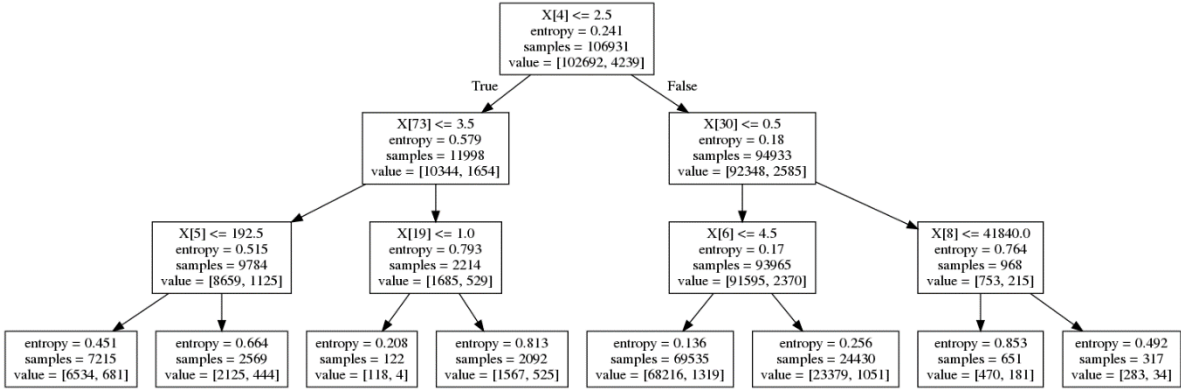 X[4] <= 2.5
entropy = 0.241
samples = 106931
value = [102692, 4239]
True
False
X[73] <= 3.5
entropy = 0.579
samples = 11998
value = [10344, 1654]
X[30] <= 0.5
entropy = 0.18
samples = 94933
value = [92348, 2585]
X[5] <= 192.5
entropy = 0.515
samples = 9784
value = [8659, 1125]
X[19] <= 1.0
entropy = 0.793
samples = 2214
value = [1685, 529]
X[6] <= 4.5
entropy = 0.17
samples = 93965
value = [91595, 2370]
X[8] <= 41840.0
entropy = 0.764
samples = 968
value = [753, 215]
entropy = 0.451
samples = 7215
value = [6534, 681]
entropy = 0.664
samples = 2569
value = [2125, 444]
entropy = 0.208
samples = 122
value = [118, 4]
entropy = 0.813
samples = 2092
value = [1567, 525]
entropy = 0.136
samples = 69535
value = [68216, 1319]
entropy = 0.256
samples = 24430
value = [23379, 1051]
entropy = 0.853
samples = 651
value = [470, 181]
entropy = 0.492
samples = 317
value = [283, 34]